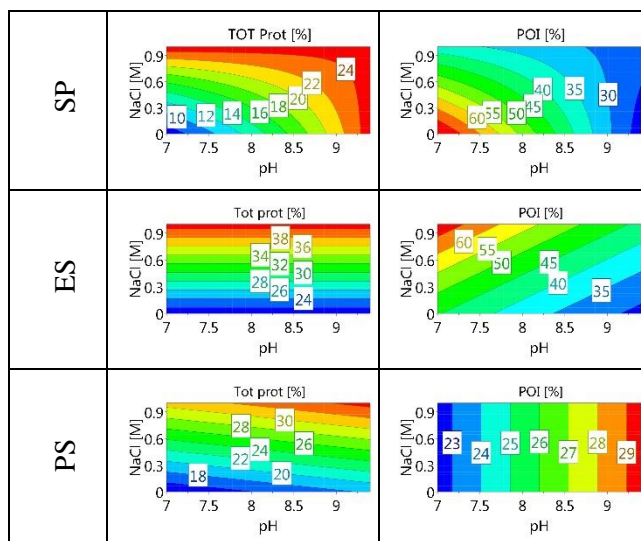 SP
TOT Prot [%]
NaCl [M]
0.9
0.6
0.3
0
10 12 14 16 18 20 22 24
7 7.5 8 8.5 9
pH
POI [%]
NaCl [M]
0.9
0.6
0.3
0
60 55 50 45 40 35 30
7 7.5 8 8.5 9
pH
ES
Tot prot [%]
NaCl [M]
0.9
0.6
0.3
0
38 36
34 32 30
28 26 24
7 7.5 8 8.5 9
pH
POI [%]
NaCl [M]
0.9
0.6
0.3
0
60 55 50 45 40 35
7 7.5 8 8.5 9
pH
PS
Tot prot [%]
NaCl [M]
0.9
0.6
0.3
0
28 30
22 24 26
18 20
7 7.5 8 8.5 9
pH
POI [%]
NaCl [M]
0.9
0.6
0.3
0
23 24 25 26 27 28 29
7 7.5 8 8.5 9
pH